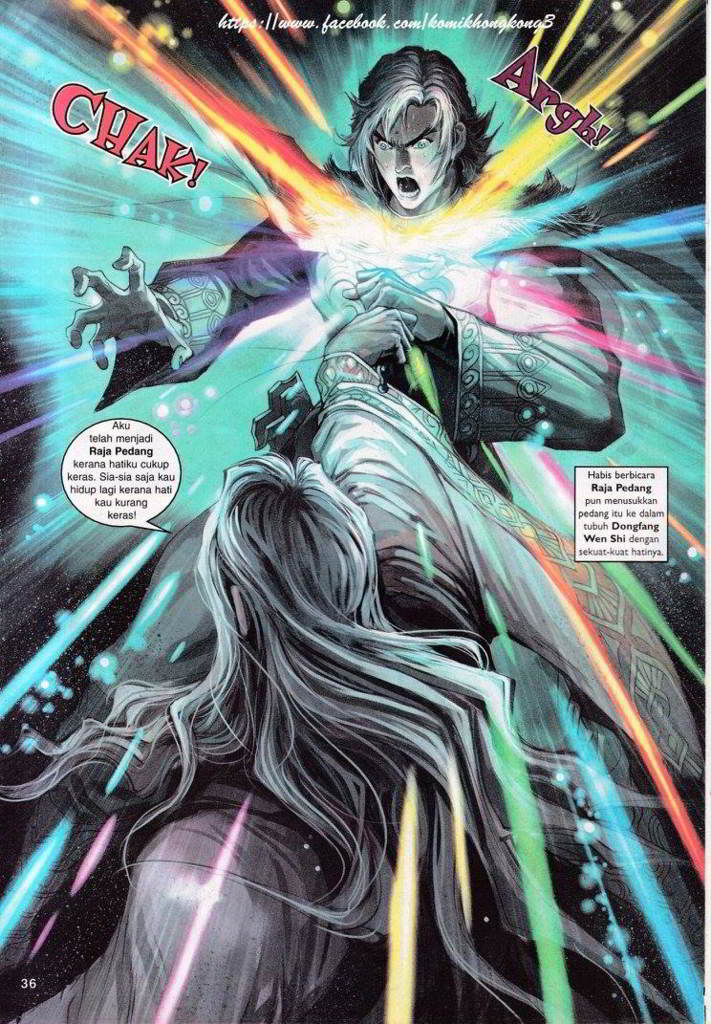 https://www.facebook.com/komikhongkong3
CHAK!
Argh!
Aku
telah menjadi
Raja Pedang
kerana hatiku cukup
keras. Sia-sia saja kau
hidup lagi kerana hati
kau kurang
keras!
Habis berbicara
Raja Pedang
pun menusukkan
pedang itu ke dalam
tubuh Dongfang
Wen Shi dengan
sekuat-kuat hatinya.
36